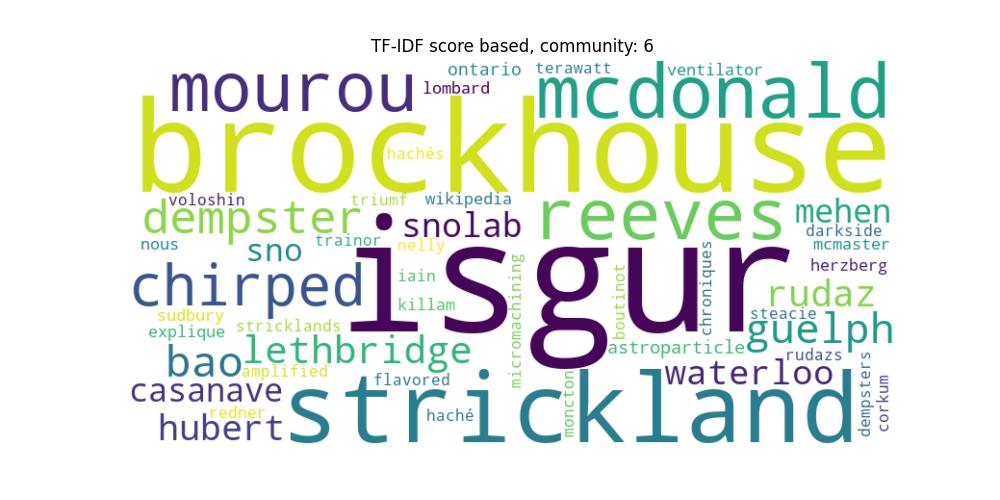 TF-IDF score based, community: 6
ontario terawatt ventilator
mourou lombard mcdonald
brockhouse
hachés
voloshin triumf wikipedia
dempster snolab reeves mehen
darkside
nous sno trainor nelly mcmaster
isgur
herzberg
chirped iain micromachining boutinot chroniques
killam rudaz
sudbury steacie
explique stricklands guelph
bao lethbridge astroparticle
rudazs
amplified flavored waterloo
casanave strickland moncton dempsters corkum
redner haché
hubert